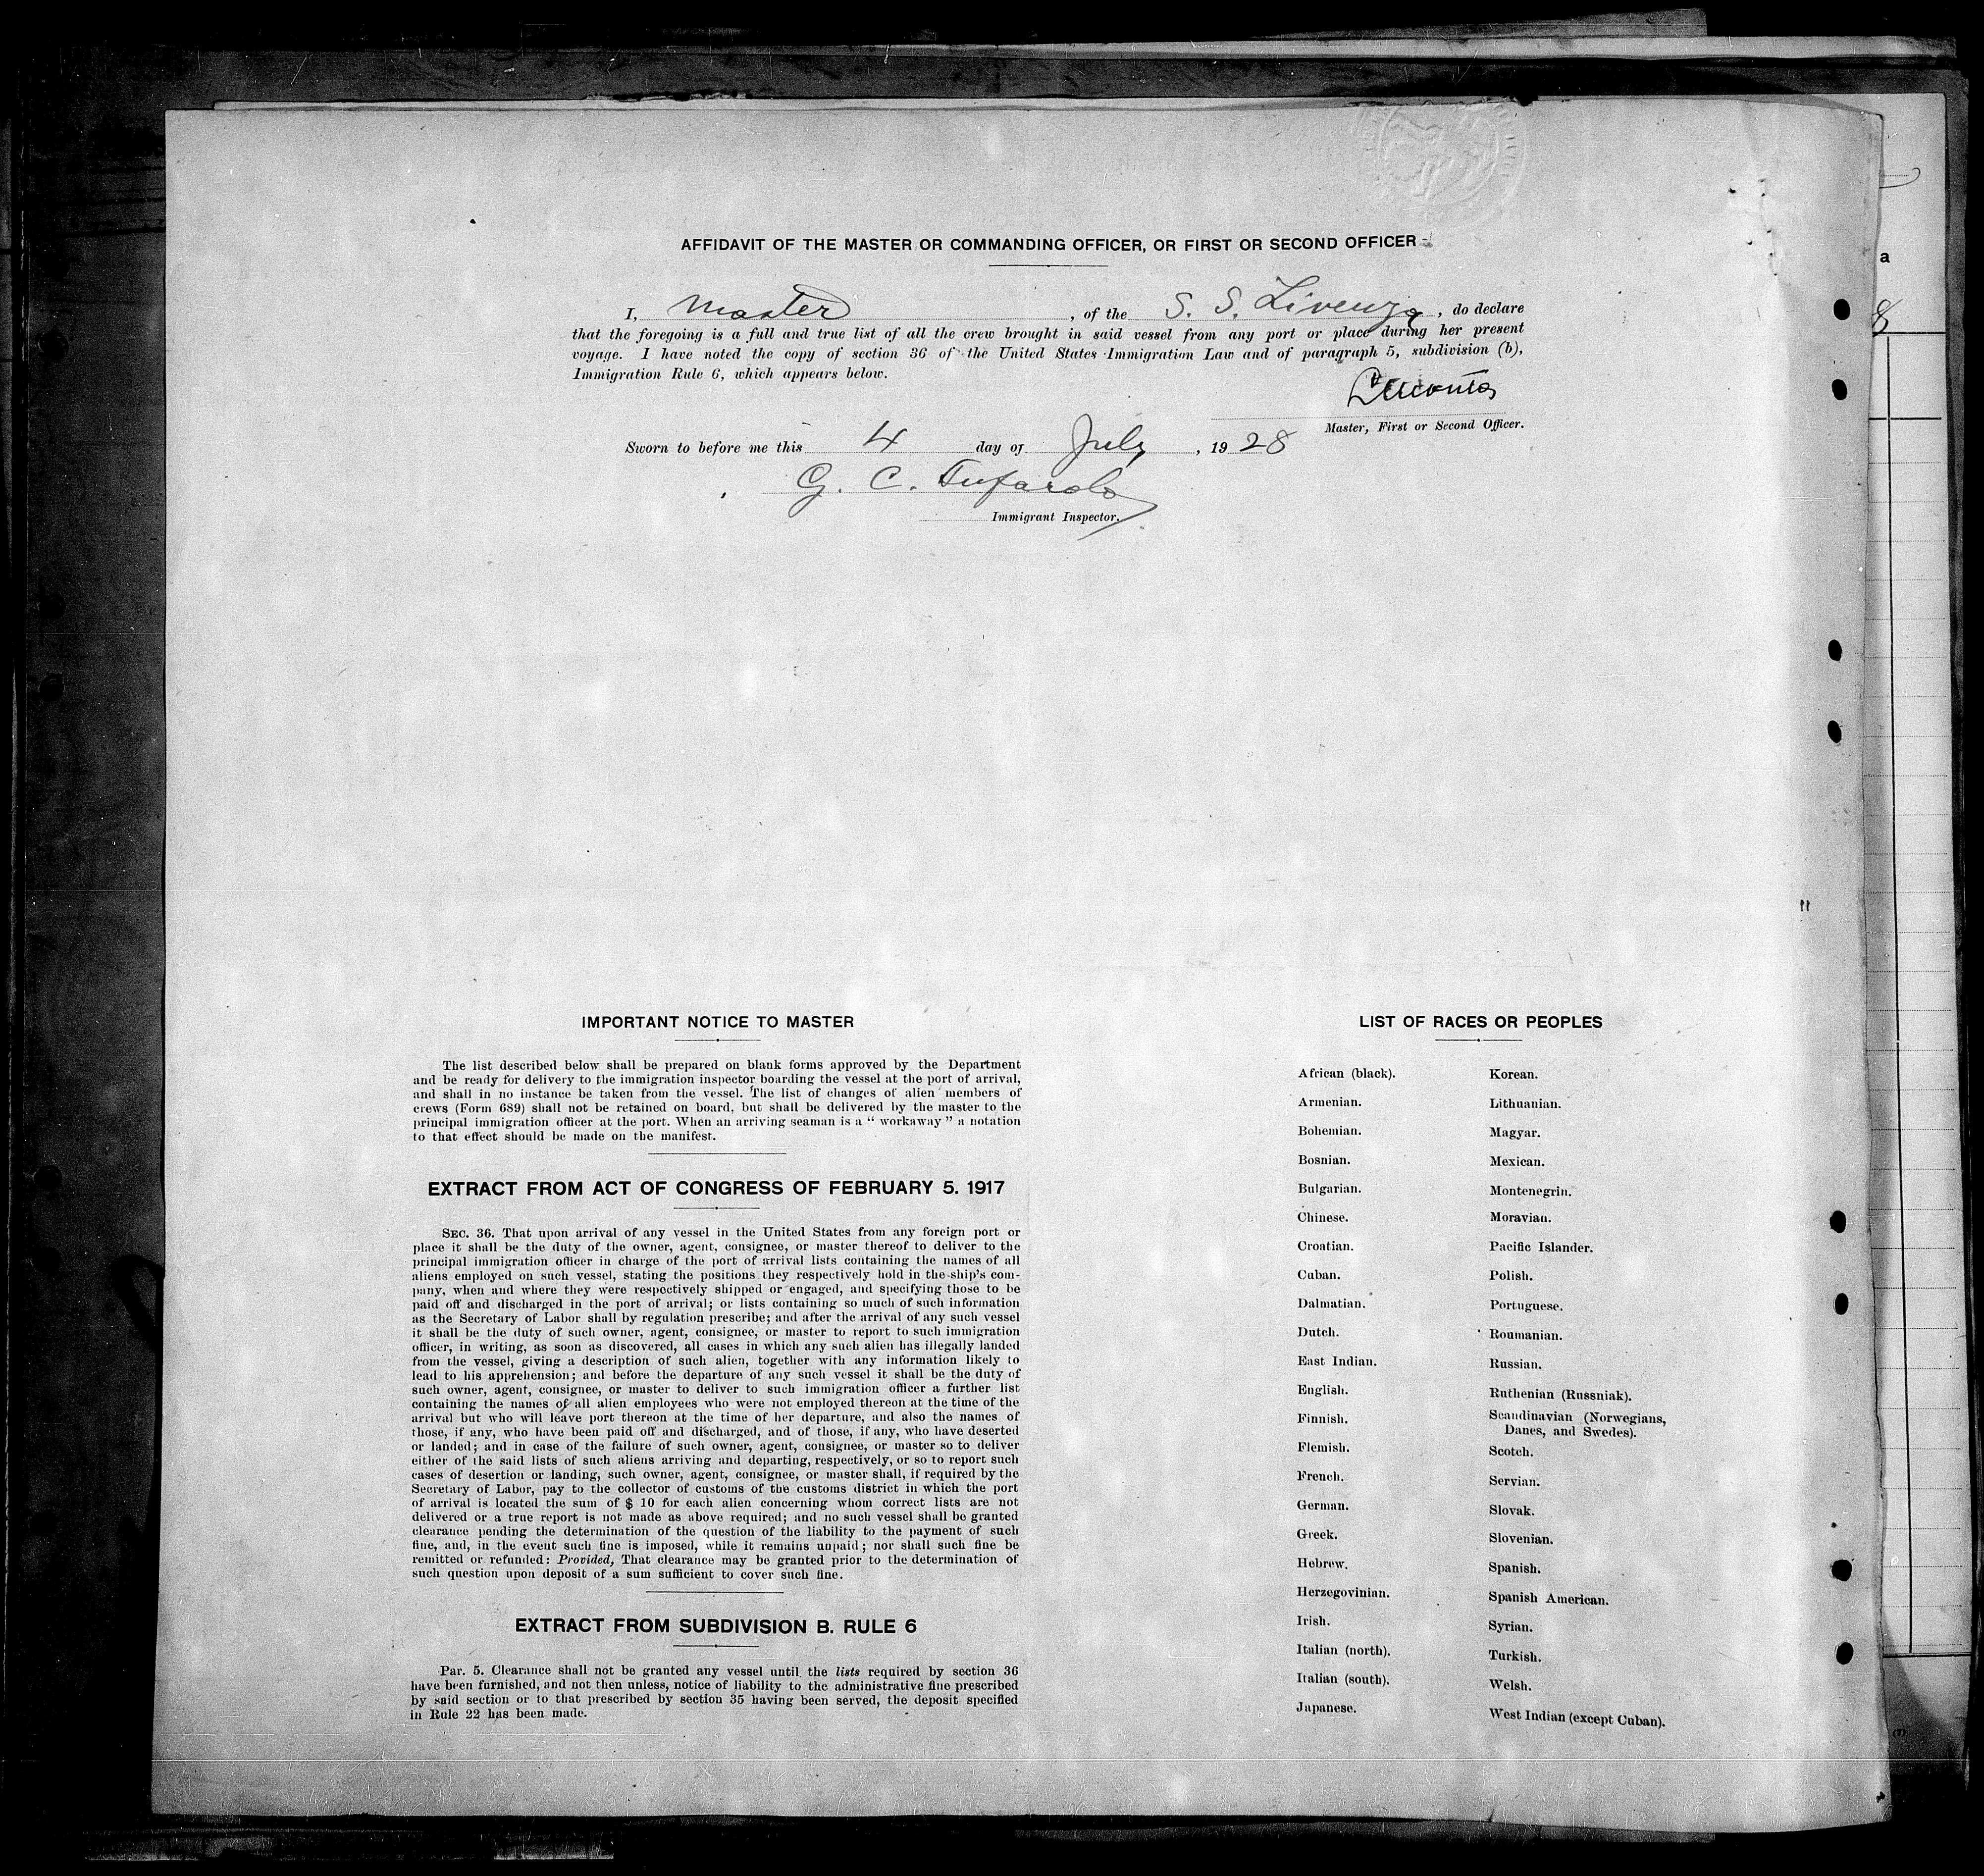 AFFIDAVIT OF THE MASTER OR COMMANDING OFFICER, OR FIRST OR SECOND OFFICER
I, Master, of the S. S. Livenza, do declare
that the foregoing is a full and true list of all the crew brought in said vessel from any port or place during her present
voyage. I have noted the copy of section 36 of the United States Immigration Law and of paragraph 5, subdivision (b),
Immigration Rule 6, which appears below.
Master, First or Second Officer.
Sworn to before me this 4 day of July, 1928
G. C. Tufarolo
Immigrant Inspector.
IMPORTANT NOTICE TO MASTER
The list described below shall be prepared on blank forms approved by the Department
and be ready for delivery to the immigration inspector boarding the vessel at the port of arrival,
and shall in no instance be taken from the vessel. The list of changes of alien members of
crews (Form 689) shall not be retained on board, but shall be delivered by the master to the
principal immigration officer at the port. When an arriving seaman is a “ workaway ” a notation
to that effect should be made on the manifest.
EXTRACT FROM ACT OF CONGRESS OF FEBRUARY 5. 1917
SEC. 36. That upon arrival of any vessel in the United States from any foreign port or
place it shall be the duty of the owner, agent, consignee, or master thereof to deliver to the
principal immigration officer in charge of the port of arrival lists containing the names of all
aliens employed on such vessel, stating the positions they respectively hold in the ship's com-
pany, when and where they were respectively shipped or engaged, and specifying those to be
paid off and discharged in the port of arrival; or lists containing so much of such information
as the Secretary of Labor shall by regulation prescribe; and after the arrival of any such vessel
it shall be the duty of such owner, agent, consignee, or master to report to such immigration
officer, in writing, as soon as discovered, all cases in which any such alien has illegally landed
from the vessel, giving a description of such alien, together with any information likely to
lead to his apprehension; and before the departure of any such vessel it shall be the duty of
such owner, agent, consignee, or master to deliver to such immigration officer a further list
containing the names of all alien employees who were not employed thereon at the time of the
arrival but who will leave port thereon at the time of her departure, and also the names of
those, if any, who have been paid off and discharged, and of those, if any, who have deserted
or landed; and in case of the failure of such owner, agent, consignee, or master so to deliver
either of the said lists of such aliens arriving and departing, respectively, or so to report such
cases of desertion or landing, such owner, agent, consignee, or master shall, if required by the
Secretary of Labor, pay to the collector of customs of the customs district in which the port
of arrival is located the sum of $ 10 for each alien concerning whom correct lists are not
delivered or a true report is not made as above required; and no such vessel shall be granted
clearance pending the determination of the question of the liability to the payment of such
fine, and, in the event such fine is imposed, while it remains unpaid; nor shall such fine be
remitted or refunded: Provided, That clearance may be granted prior to the determination of
such question upon deposit of a sum sufficient to cover such fine.
EXTRACT FROM SUBDIVISION B. RULE 6
Par. 5. Clearance shall not be granted any vessel until the lists required by section 36
have been furnished, and not then unless, notice of liability to the administrative fine prescribed
by said section or to that prescribed by section 35 having been served, the deposit specified
in Rule 22 has been made.
LIST OF RACES OR PEOPLES
African (black).
Armenian.
Bohemian.
Bosnian.
Bulgarian.
Chinese.
Croatian.
Cuban.
Dalmatian.
Dutch.
East Indian.
English.
Finnish.
Flemish.
French.
German.
Greek.
Hebrew.
Herzegovinian.
Irish.
Italian (north).
Italian (south).
Japanese.
Korean.
Lithuanian.
Magyar.
Mexican.
Montenegrin.
Moravian.
Pacific Islander.
Polish.
Portuguese.
Roumanian.
Russian.
Ruthenian (Russniak).
Scandinavian (Norwegians,
Danes, and Swedes).
Scotch.
Servian.
Slovak.
Slovenian.
Spanish.
Spanish American.
Syrian.
Turkish.
Welsh.
West Indian (except Cuban).
a
8
11